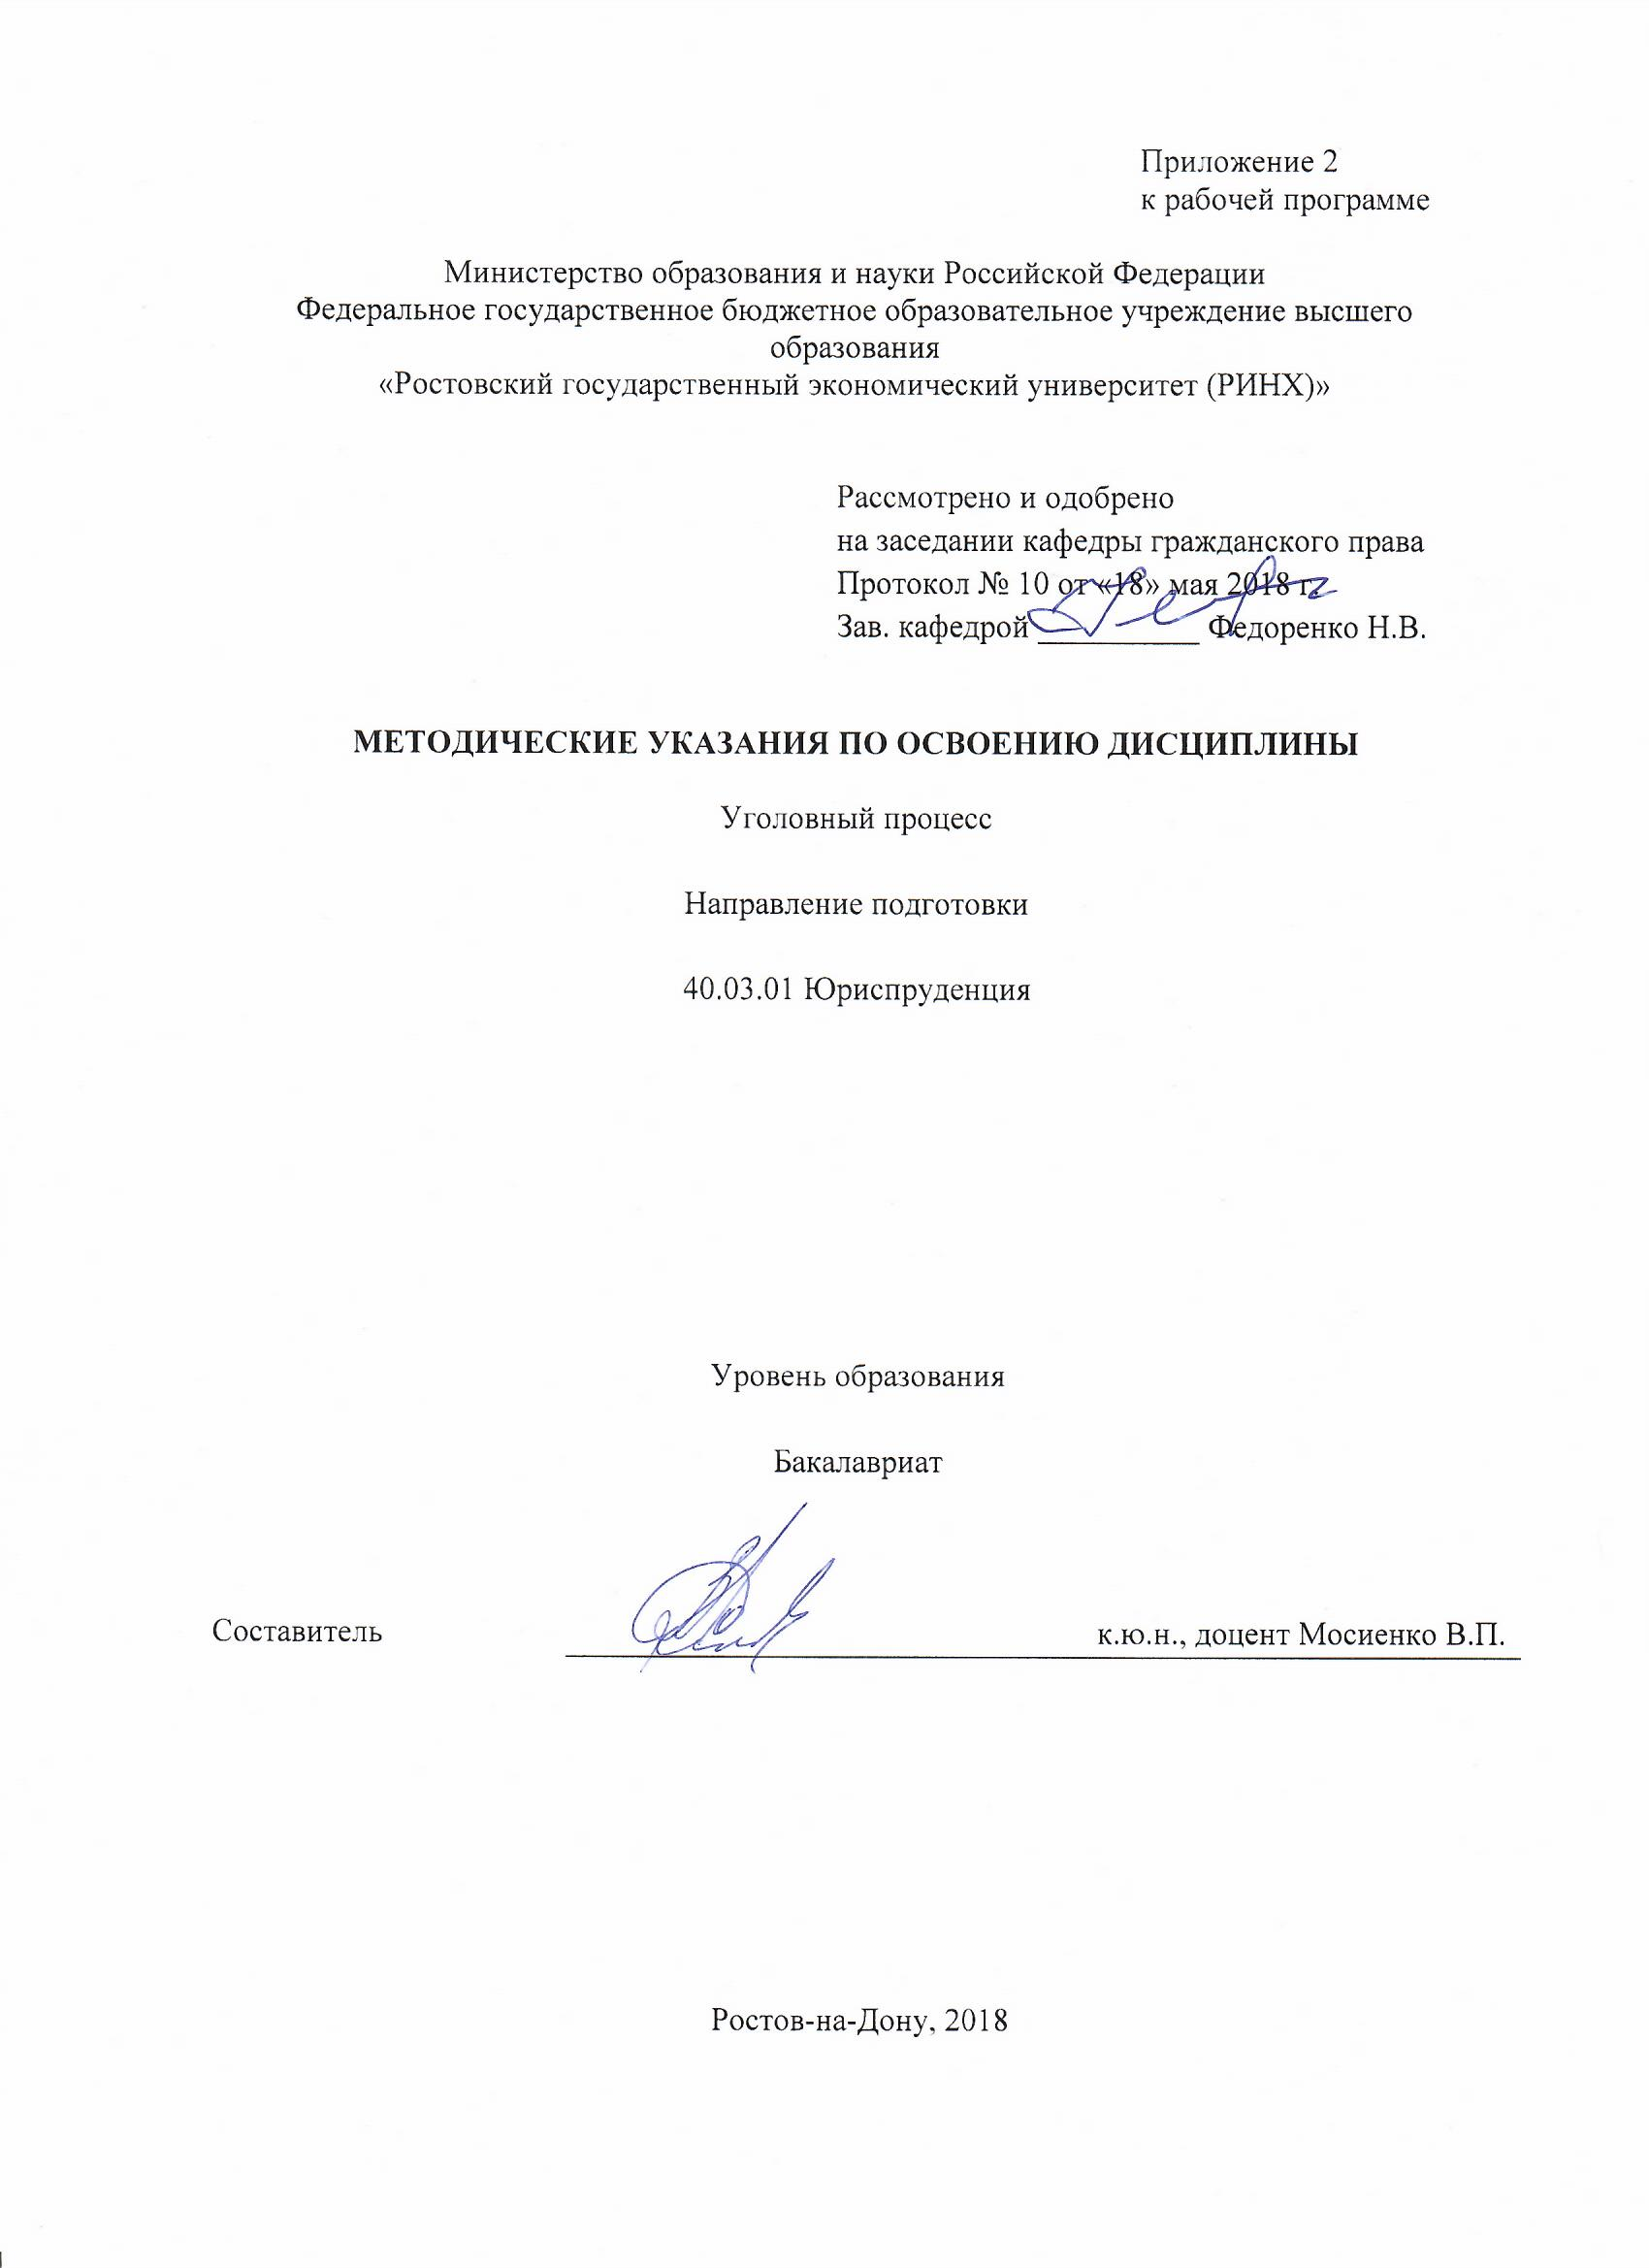 Приложение 2
к рабочей программе
Министерство образования и науки Российской Федерации
Федеральное государственное бюджетное образовательное учреждение высшего
образования
«Ростовский государственный экономический университет (РИНХ)»
Рассмотрено и одобрено
на заседании кафедры гражданского права
Протокол № 10 от «18» мая 2018 г.
Зав. кафедрой __________ Федоренко Н.В.
МЕТОДИЧЕСКИЕ УКАЗАНИЯ ПО ОСВОЕНИЮ ДИСЦИПЛИНЫ
Уголовный процесс
Направление подготовки
40.03.01 Юриспруденция
Уровень образования
Бакалавриат
Составитель к.ю.н., доцент Мосиенко В.П.
Ростов-на-Дону, 2018